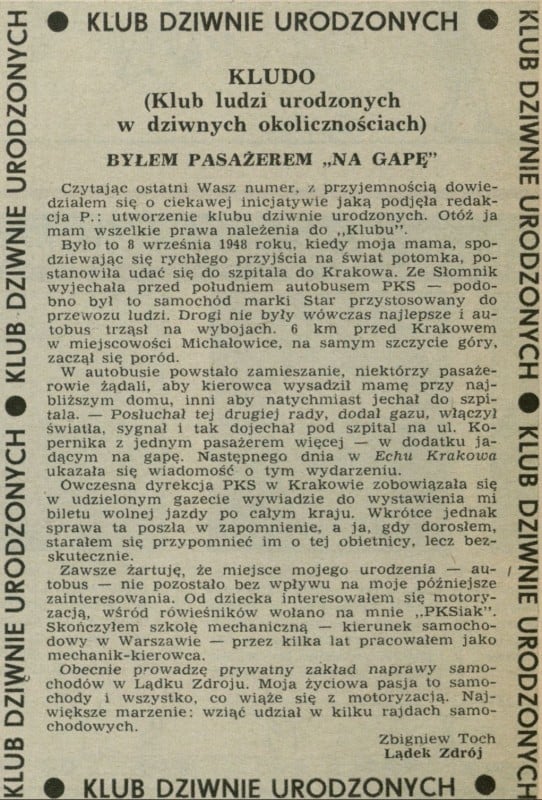 ● KLUB DZIWNIE URODZONYCH ●
KLUB DZIWNIE URODZONYCH ● KLUB DZIWNIE URODZONYCH
KLUDO
(Klub ludzi urodzonych
w dziwnych okolicznościach)
BYŁEM PASAŻEREM „NA GAPĘ”
Czytając ostatni Wasz numer, z przyjemnością dowie-
działem się o ciekawej inicjatywie jaką podjęła redak-
cja P.: utworzenie klubu dziwnie urodzonych. Otóż ja
mam wszelkie prawa należenia do „Klubu”.
Było to 8 września 1948 roku, kiedy moja mama, spo-
dziewając się rychłego przyjścia na świat potomka, po-
stanowiła udać się do szpitala do Krakowa. Ze Słomnik
wyjechała przed południem autobusem PKS — podo-
bno był to samochód marki Star przystosowany do
przewozu ludzi. Drogi nie były wówczas najlepsze i au-
tobus trząsł na wybojach. 6 km przed Krakowem
w miejscowości Michałowice, na samym szczycie góry,
zaczął się poród.
W autobusie powstało zamieszanie, niektórzy pasaże-
rowie żądali, aby kierowca wysadził mamę przy naj-
bliższym domu, inni aby natychmiast jechał do szpi-
tala. — Posłuchał tej drugiej rady, dodał gazu, włączył
światła, sygnał i tak dojechał pod szpital na ul. Ko-
pernika z jednym pasażerem więcej — w dodatku ja-
dącym na gapę. Następnego dnia w Echu Krakowa
ukazała się wiadomość o tym wydarzeniu.
Ówczesna dyrekcja PKS w Krakowie zobowiązała się
w udzielonym gazecie wywiadzie do wystawienia mi
biletu wolnej jazdy po całym kraju. Wkrótce jednak
sprawa ta poszła w zapomnienie, a ja, gdy dorosłem,
starałem się przypomnieć im o tej obietnicy, lecz bez-
skutecznie.
Zawsze żartuję, że miejsce mojego urodzenia — au-
tobus — nie pozostało bez wpływu na moje późniejsze
zainteresowania. Od dziecka interesowałem się motory-
zacją, wśród rówieśników wołano na mnie „PKSiak”.
Skończyłem szkołę mechaniczną — kierunek samocho-
dowy w Warszawie — przez kilka lat pracowałem jako
mechanik-kierowca.
Obecnie prowadzę prywatny zakład naprawy samo-
chodów w Lądku Zdroju. Moja życiowa pasja to samo-
chody i wszystko, co wiąże się z motoryzacją. Naj-
większe marzenie: wziąć udział w kilku rajdach samo-
chodowych.
Zbigniew Toch
Lądek Zdrój
KLUB DZIWNIE URODZONYCH ● KLUB DZIWNIE URODZONYCH
● KLUB DZIWNIE URODZONYCH ●